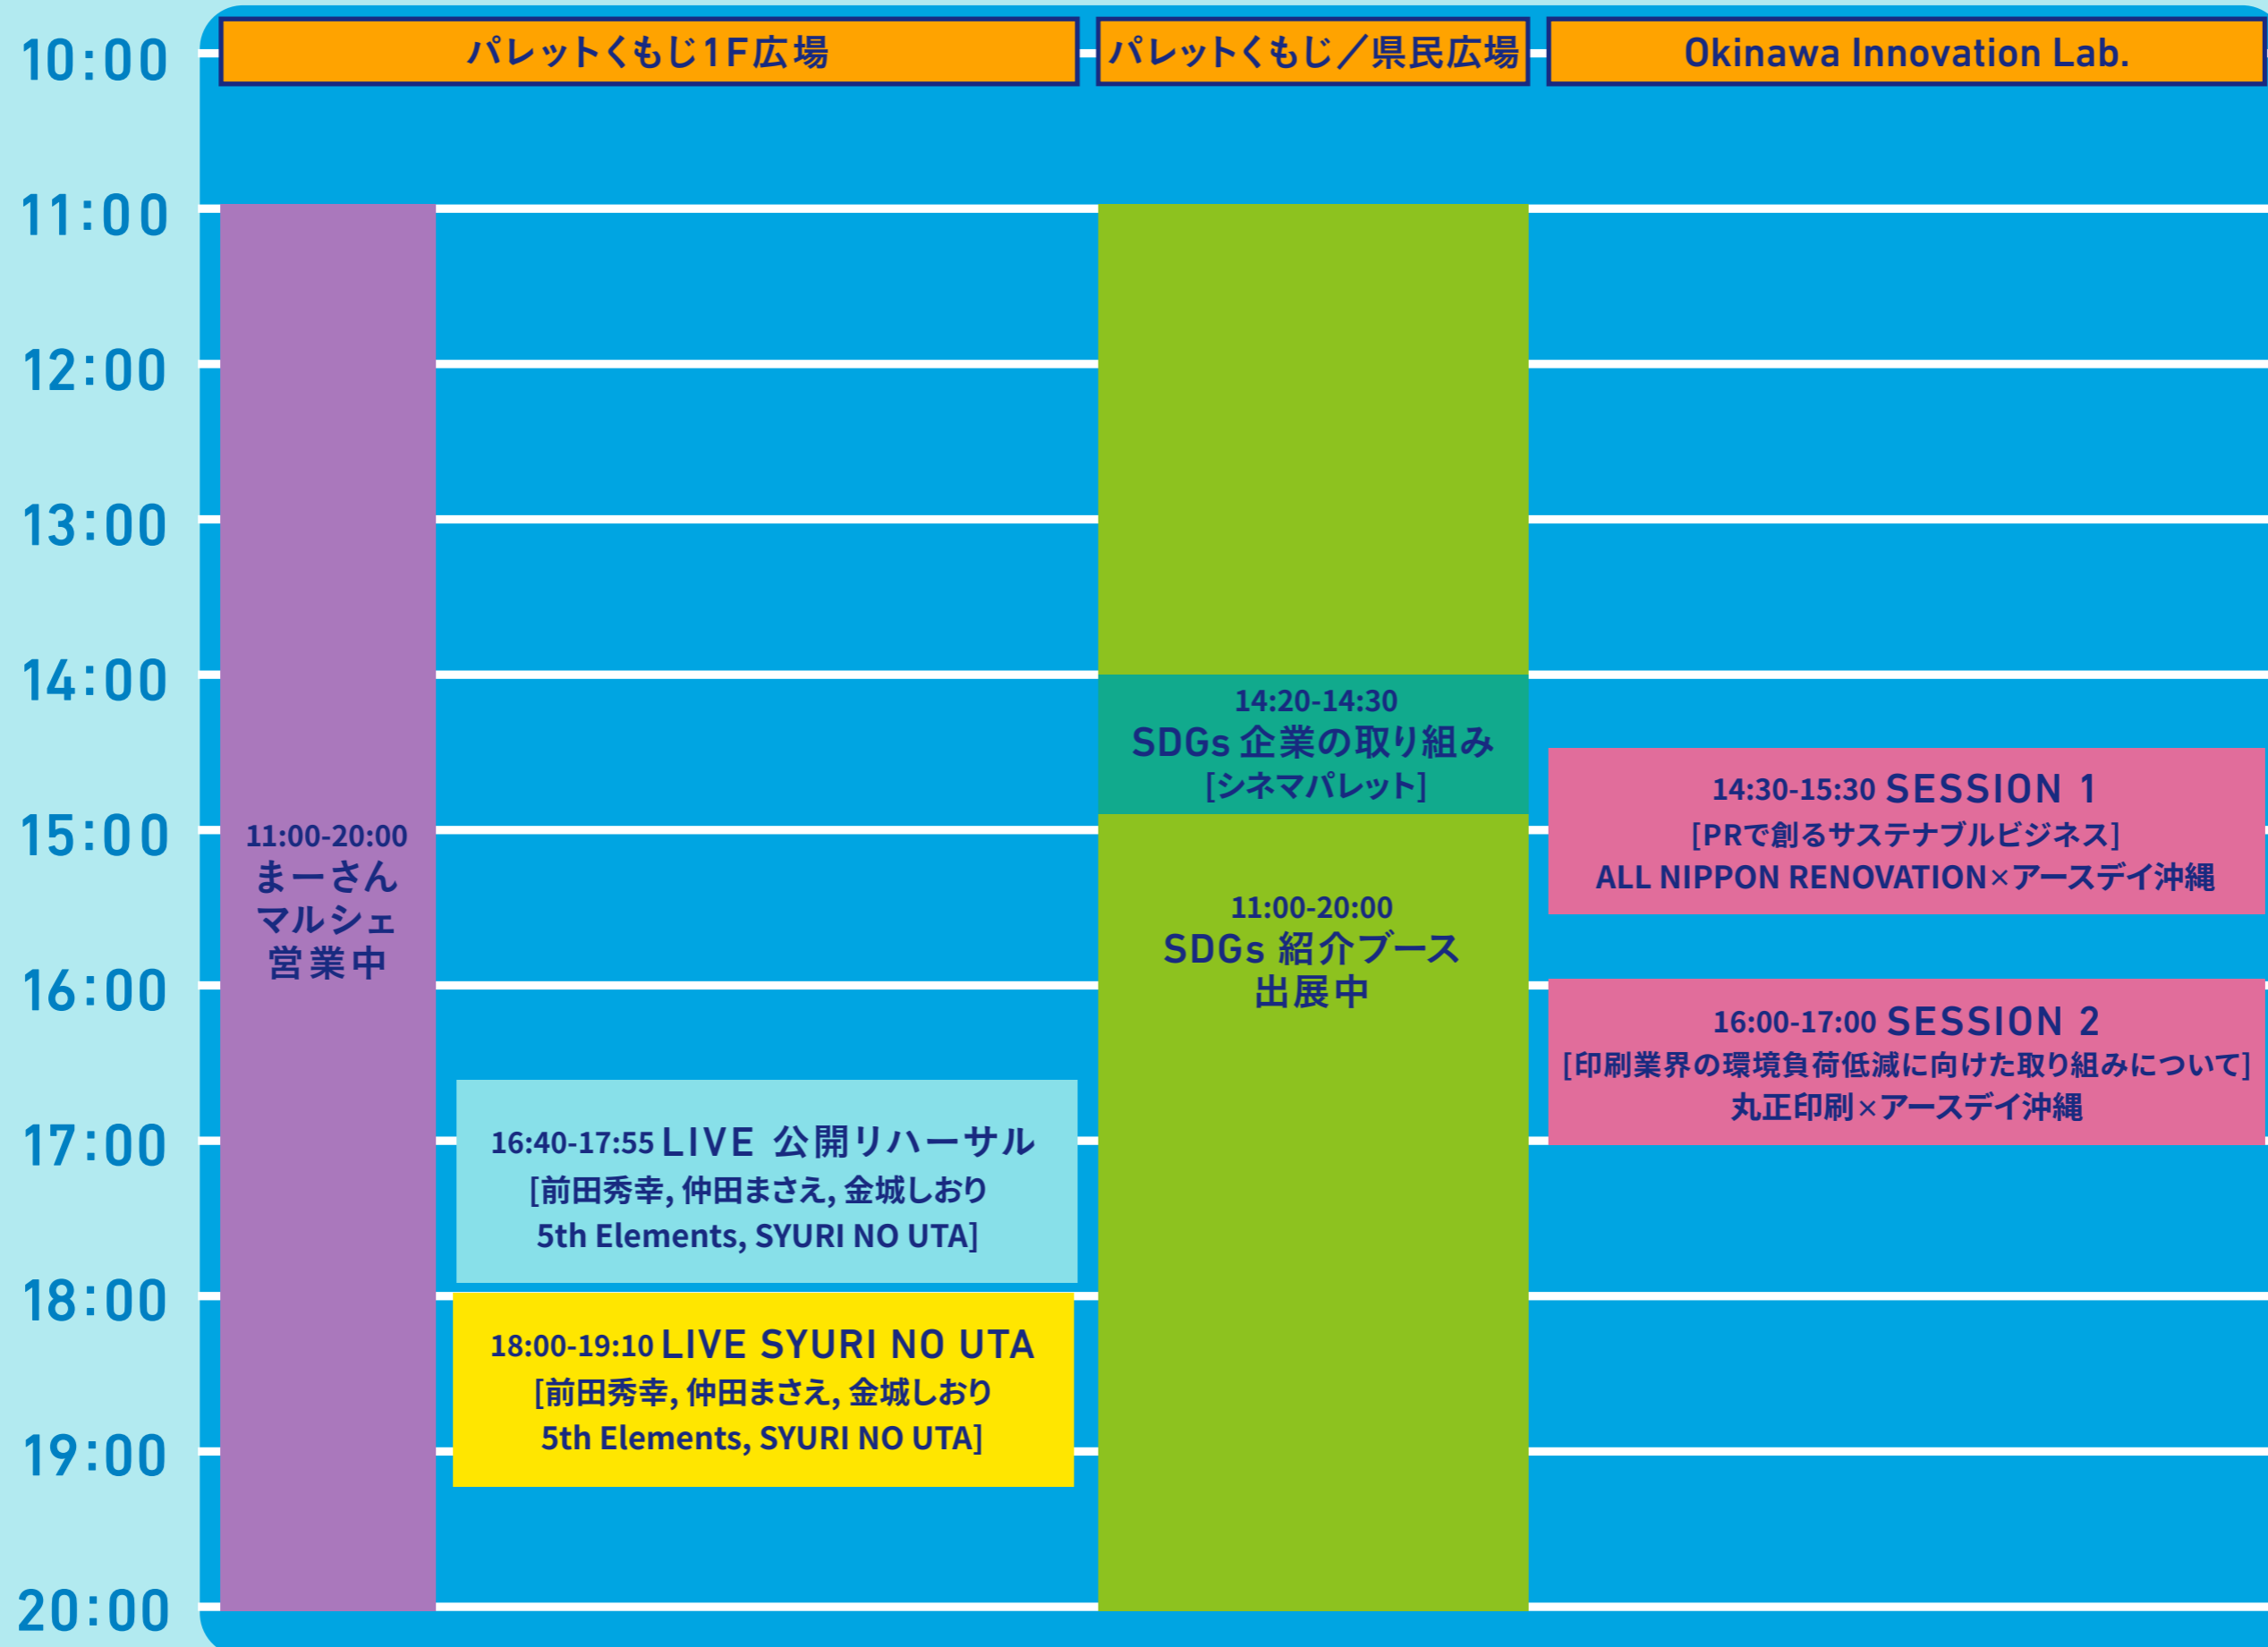 パレットくもじ1F広場
パレットくもじ／県民広場
Okinawa Innovation Lab.
10:00
11:00
12:00
13:00
14:00
15:00
16:00
17:00
18:00
19:00
20:00
11:00-20:00
まーさん
マルシェ
営業中
16:40-17:55 LIVE 公開リハーサル
[前田秀幸, 仲田まさえ, 金城しおり
5th Elements, SYURI NO UTA]
18:00-19:10 LIVE SYURI NO UTA
[前田秀幸, 仲田まさえ, 金城しおり
5th Elements, SYURI NO UTA]
14:20-14:30
SDGs 企業の取り組み
[シネマパレット]
11:00-20:00
SDGs 紹介ブース
出展中
14:30-15:30 SESSION 1
[PRで創るサステナブルビジネス]
ALL NIPPON RENOVATION×アースデイ沖縄
16:00-17:00 SESSION 2
[印刷業界の環境負荷低減に向けた取り組みについて]
丸正印刷×アースデイ沖縄